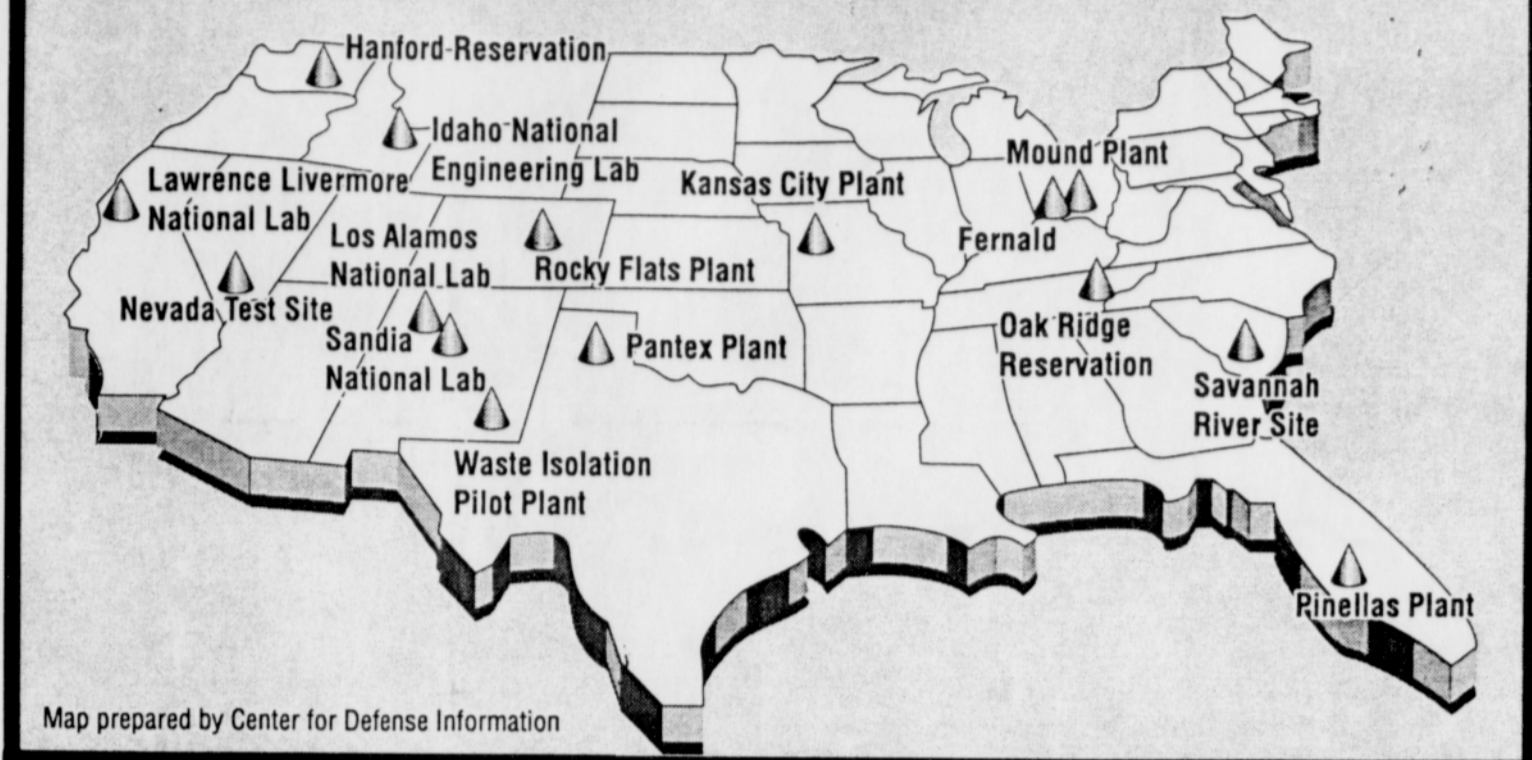 Hanford Reservation
Idaho National
Engineering Lab
Lawrence Livermore
National Lab
Mound Plant
Kansas City Plant
Los Alamos
National Lab
Fernald
Rocky Flats Plant
Nevada Test Site
Sandia
National Lab
Pantex Plant
Oak Ridge
Reservation
Savannah
River Site
Waste Isolation
Pilot Plant
Pinellas Plant
Map prepared by Center for Defense Information